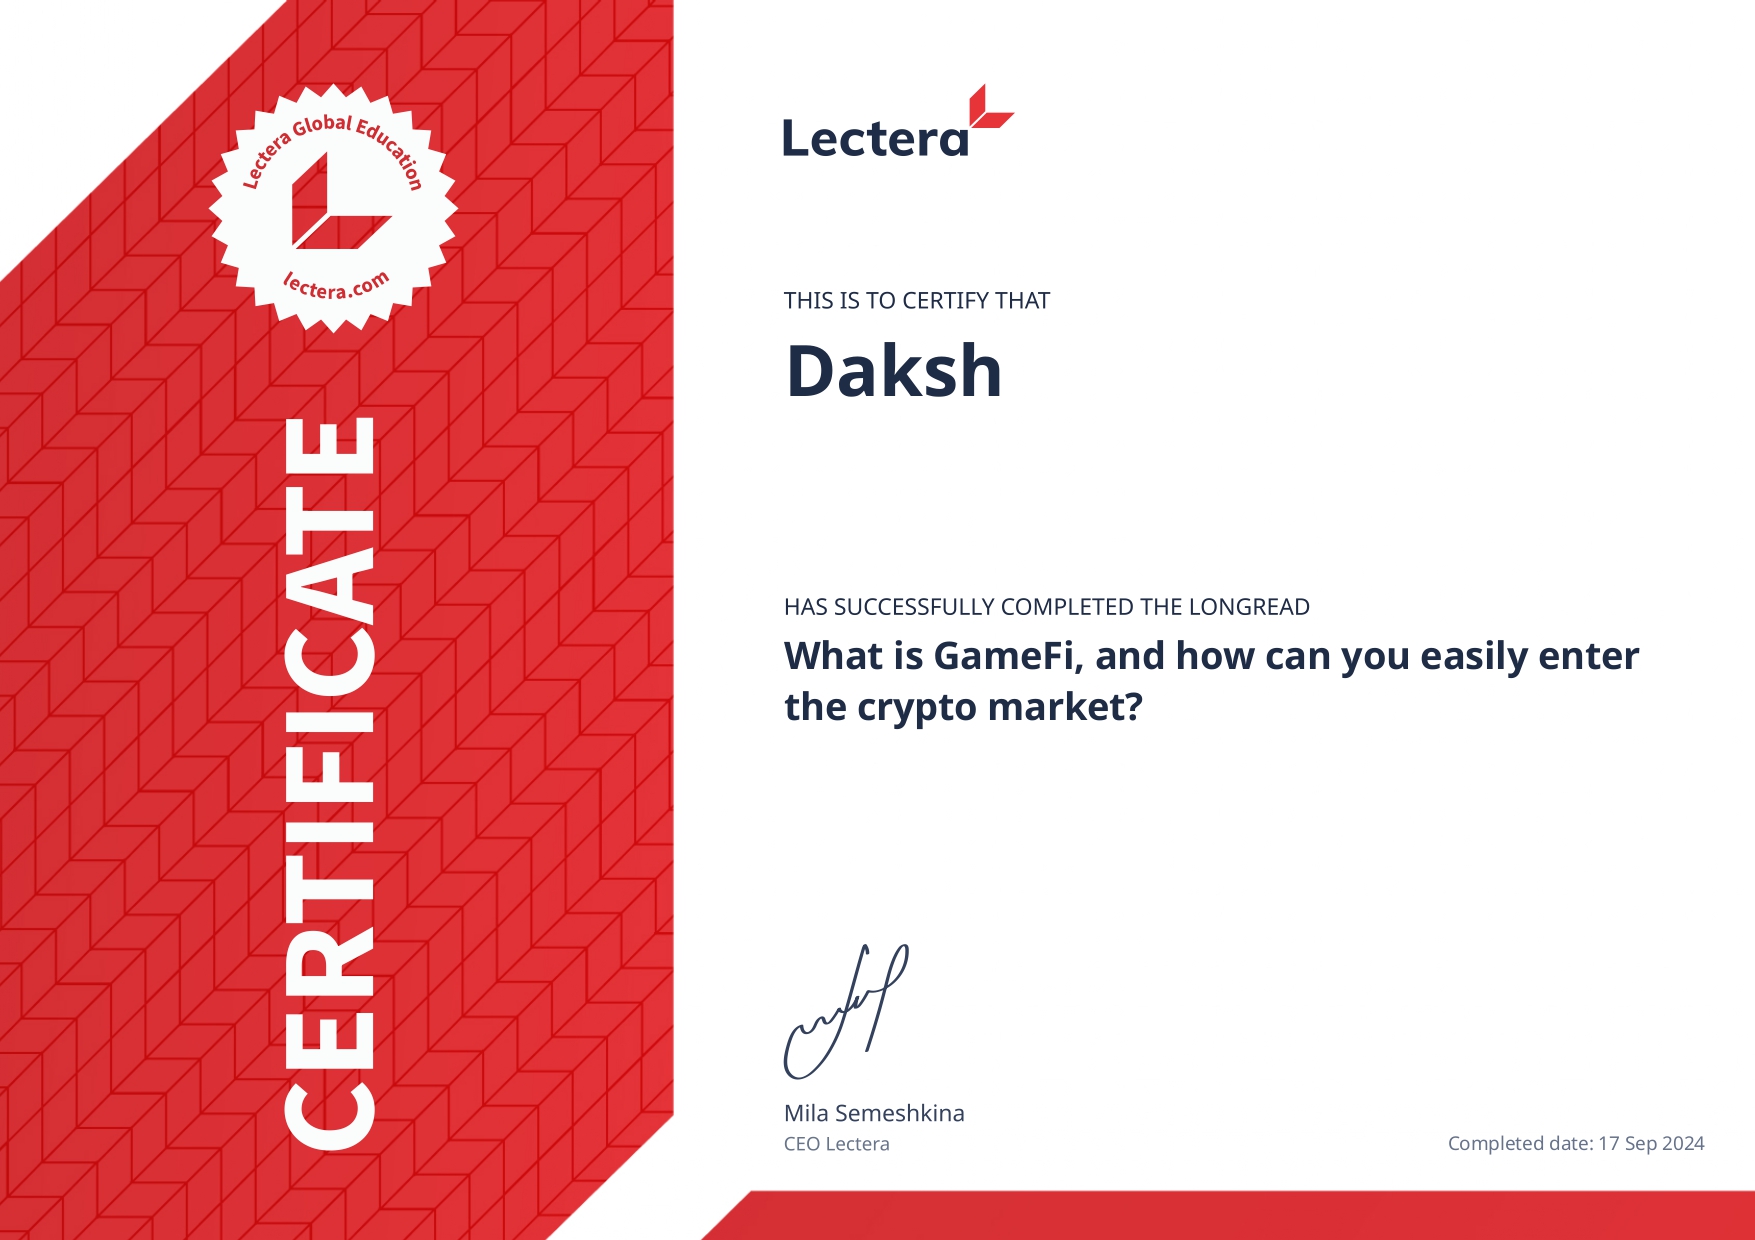 Lectera Global Education
lectera.com
CERTIFICATE
Lectera
THIS IS TO CERTIFY THAT
Daksh
HAS SUCCESSFULLY COMPLETED THE LONGREAD
What is GameFi, and how can you easily enter
the crypto market?
Mila Semeshkina
CEO Lectera
Completed date: 17 Sep 2024